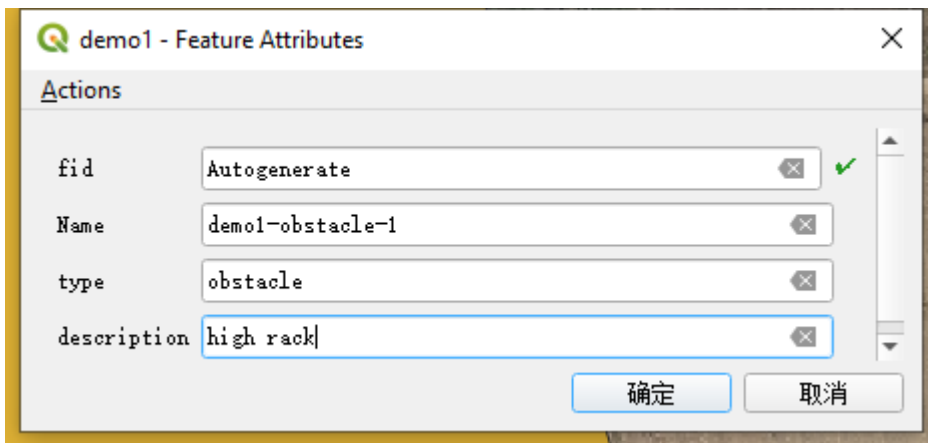 demo1 - Feature Attributes
Actions
fid Autogenerate
Name demo1-obstacle-1
type obstacle
description high rack
确定 取消